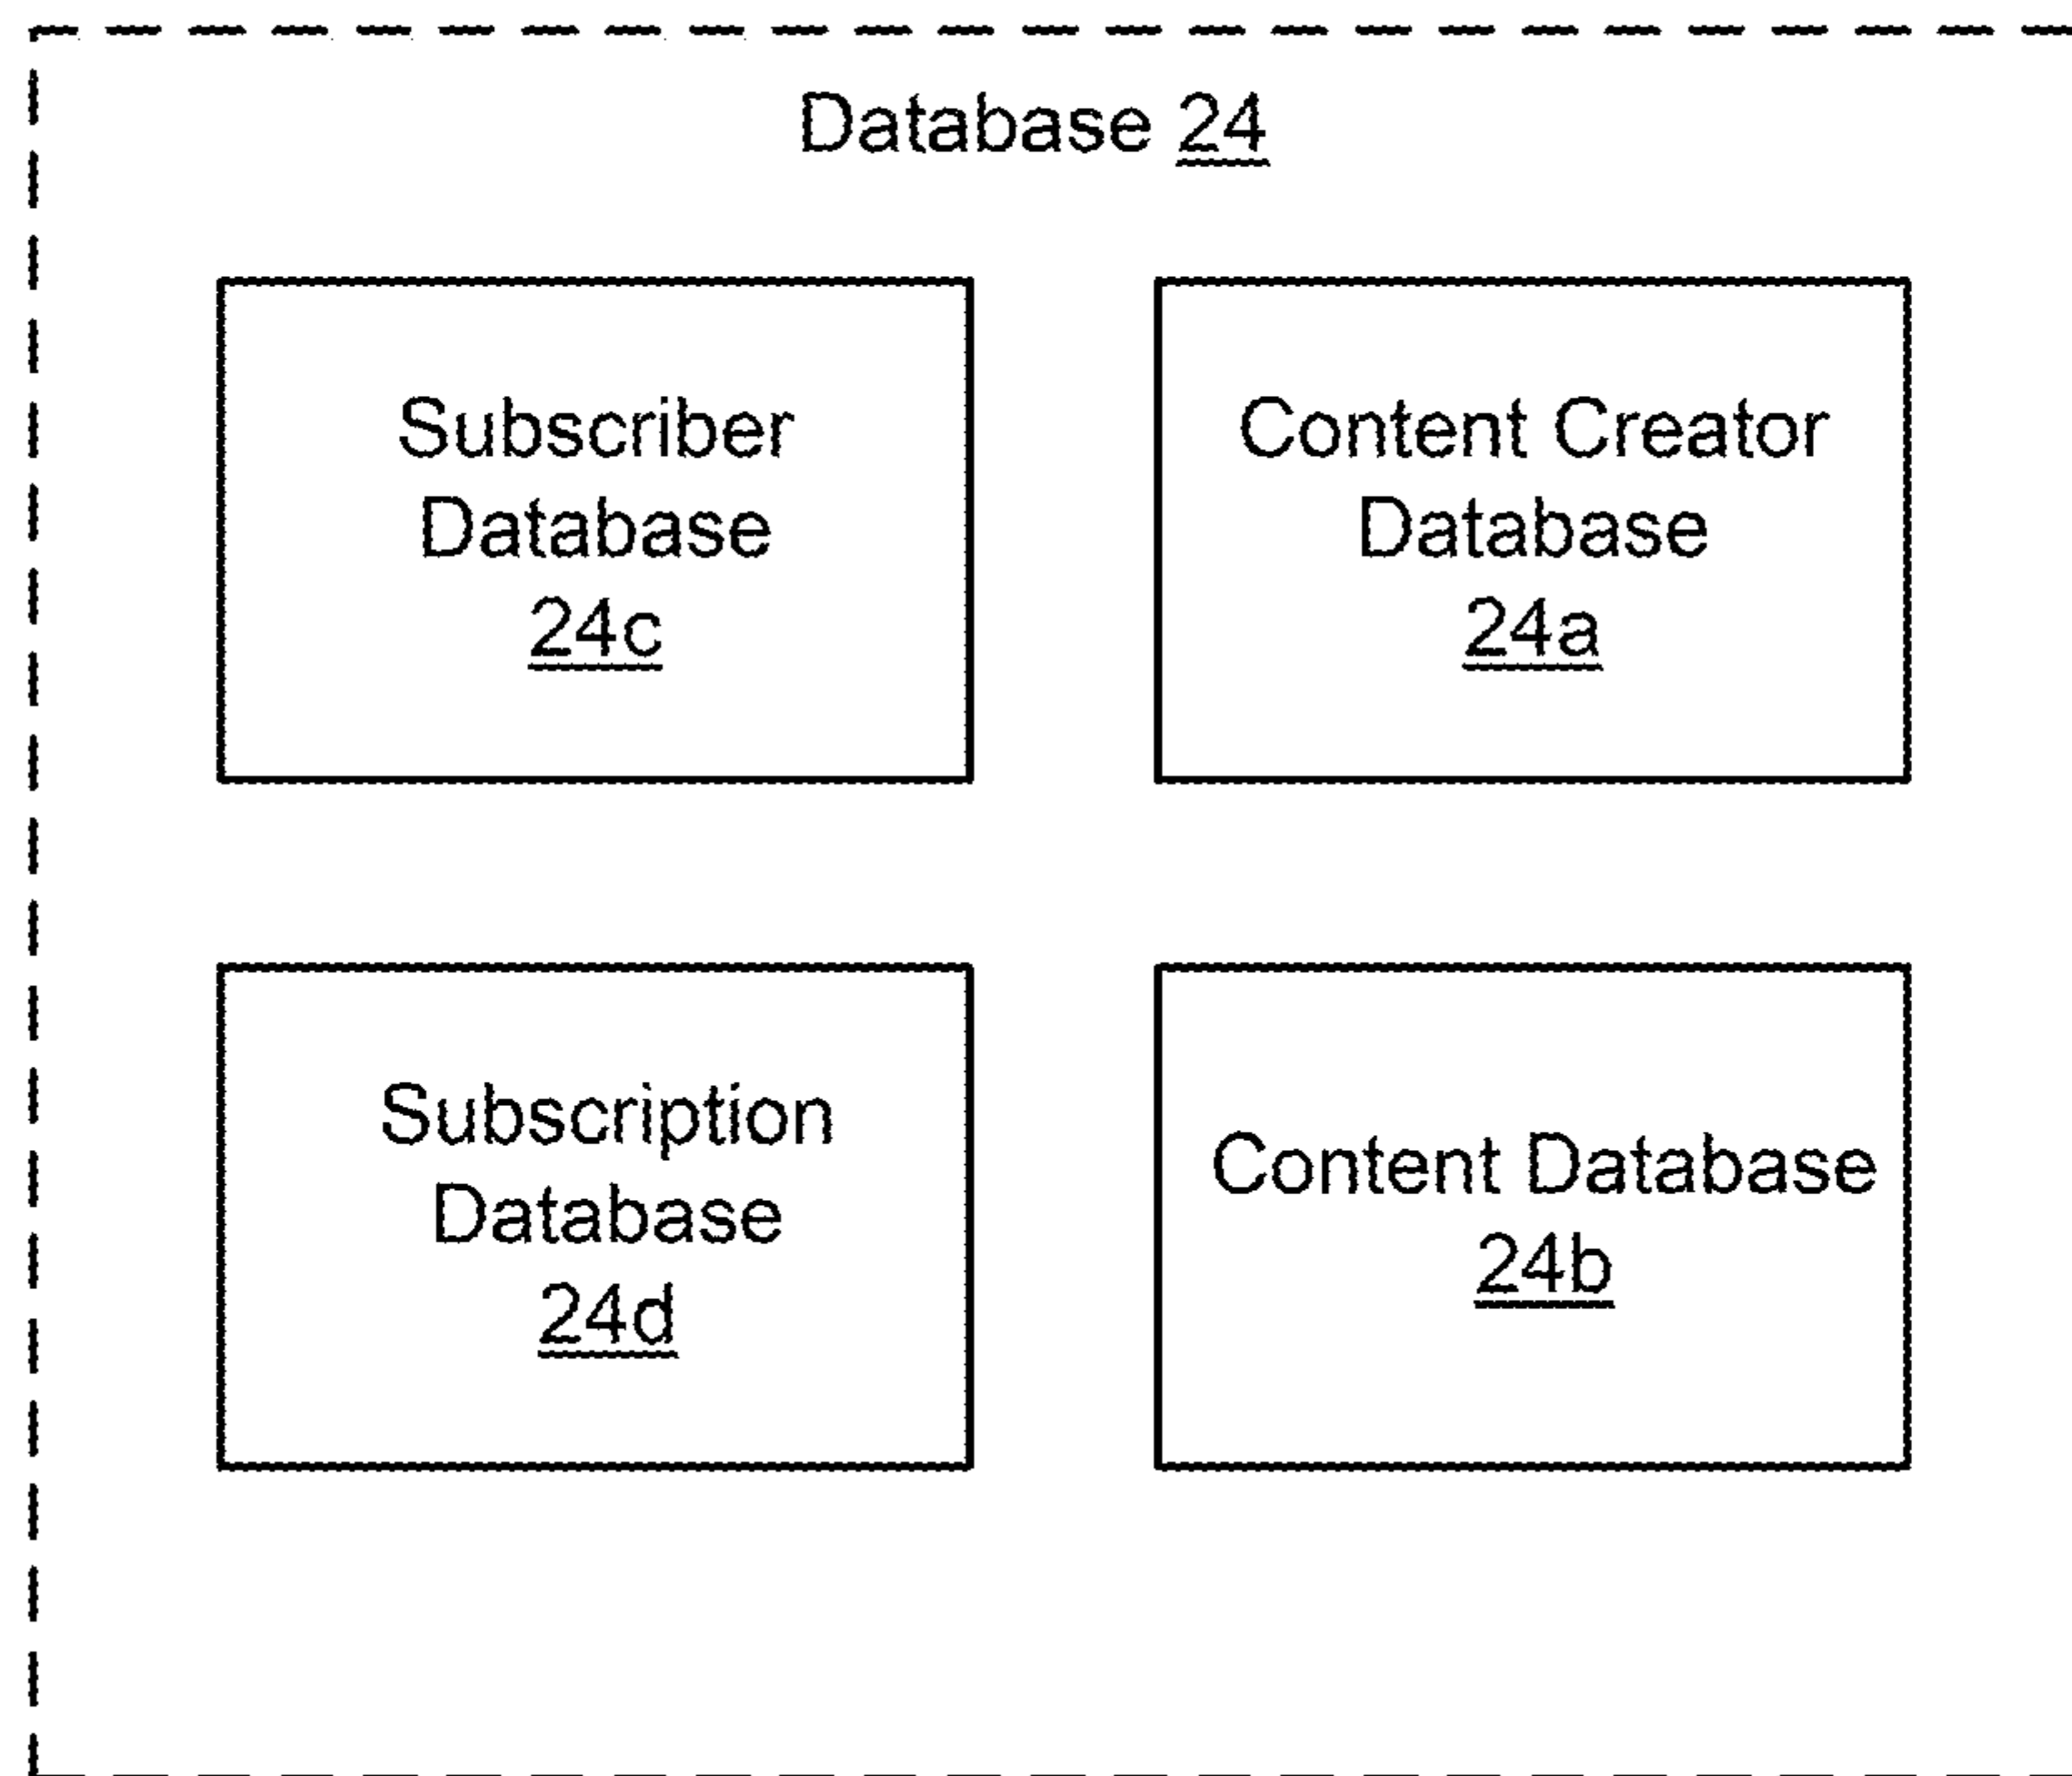 Database 24
Subscriber
Database
24c
Content Creator
Database
24a
Subscription
Database
24d
Content Database
24b